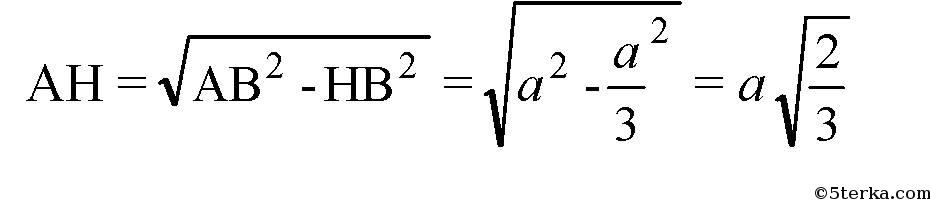 AH = √(AB² - HB²) = √(a² - a²/3) = a√(2/3)
©5terka.com